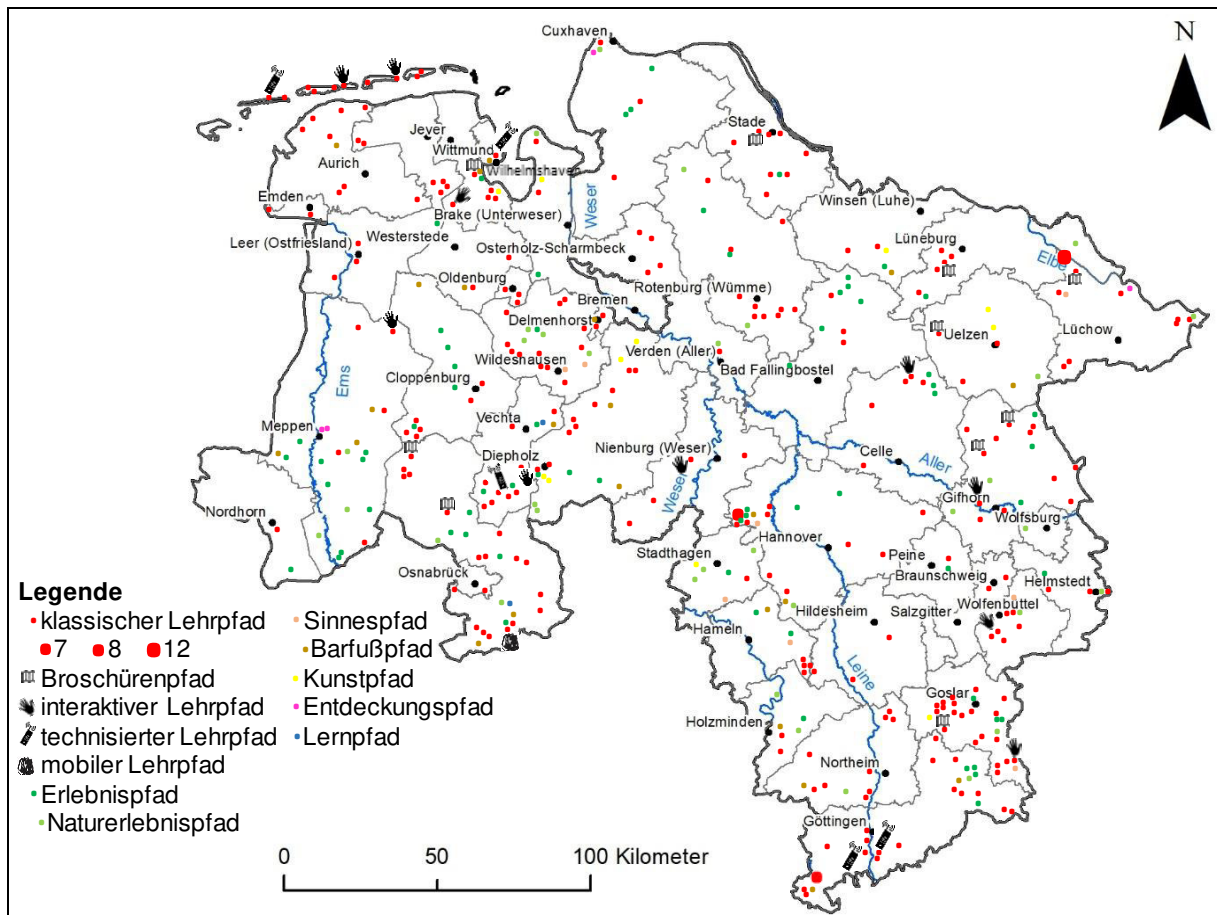 Cuxhaven
N
Stade
Jever
Wittmund
Wilhelmshaven
Aurich
Emden
Weser
Winsen (Luhe)
Brake (Unterweser)
Westerstede
Leer (Ostfriesland)
Osterholz-Scharmbeck
Lüneburg
Elbe
Oldenburg
Rotenburg (Wümme)
Bremen
Delmenhorst
Uelzen
Lüchow
Verden (Aller)
Wildeshausen
Bad Fallingbostel
Cloppenburg
Ems
Vechta
Meppen
Nienburg (Weser)
Celle
Aller
Diepholz
Weser
Gifhorn
Nordhorn
Wolfsburg
Hannover
Stadthagen
Peine
Osnabrück
Braunschweig
Helmstedt
Legende
klassischer Lehrpfad
7 8 12
Broschürenpfad
interaktiver Lehrpfad
technisierter Lehrpfad
mobiler Lehrpfad
Erlebnispfad
Naturerlebnispfad
Sinnespfad
Barfußpfad
Kunstpfad
Entdeckungspfad
Lernpfad
Wolfenbüttel
Hildesheim
Salzgitter
Hameln
Leine
Goslar
Holzminden
Northeim
Göttingen
0 50 100 Kilometer